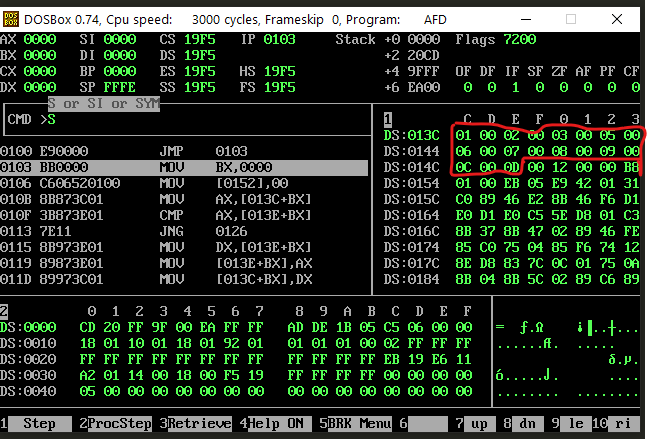 DOSBox 0.74, Cpu speed: 3000 cycles, Frameskip 0, Program: AFD
AX 0000 SI 0000 CS 19F5 IP 0103 Stack +0 0000 Flags 7200
BX 0000 DI 0000 DS 19F5 +2 20CD
CX 0000 BP 0000 ES 19F5 HS 19F5 +4 9FFF OF DF IF SF ZF AF PF CF
DX 0000 SP FFFE SS 19F5 FS 19F5 +6 EA00 0 0 1 0 0 0 0 0
S or SI or SYM
CMD >S
1 C D E F 0 1 2 3
DS:013C 01 00 02 00 03 00 05 00
0100 E90000 JMP 0103 DS:0144 06 00 07 00 08 00 09 00
0103 BB0000 MOV BX,0000 DS:014C 0C 00 0D 00 12 00 00 B8
0106 C606520100 MOV [0152],00 DS:0154 01 00 EB 05 E9 42 01 31
010B 8B873C01 MOV AX,[013C+BX] DS:015C C0 89 46 E2 8B 46 F6 D1
010F 3B873E01 CMP AX,[013E+BX] DS:0164 E0 D1 E0 C5 5E D8 01 C3
0113 7E11 JNG 0126 DS:016C 8B 37 8B 47 02 89 46 FE
0115 8B973E01 MOV DX,[013E+BX] DS:0174 85 C0 75 04 85 F6 74 12
0119 89873E01 MOV [013E+BX],AX DS:017C 8E D8 83 7C 0C 01 75 0A
011D 89973C01 MOV [013C+BX],DX DS:0184 8B 04 8B 5C 02 89 C6 89
2 0 1 2 3 4 5 6 7 8 9 A B C D E F
DS:0000 CD 20 FF 9F 00 EA FF FF AD DE 1B 05 C5 06 00 00
DS:0010 18 01 10 01 18 01 92 01 01 01 01 00 02 FF FF FF
DS:0020 FF FF FF FF FF FF FF FF FF FF FF FF EB 19 E6 11
DS:0030 A2 01 14 00 18 00 F5 19 FF FF FF FF 00 00 00 00
DS:0040 05 00 00 00 00 00 00 00 00 00 00 00 00 00 00 00
1 Step 2 ProcStep 3 Retrieve 4 Help ON 5 BRK Menu 6 7 up 8 dn 9 le 10 ri